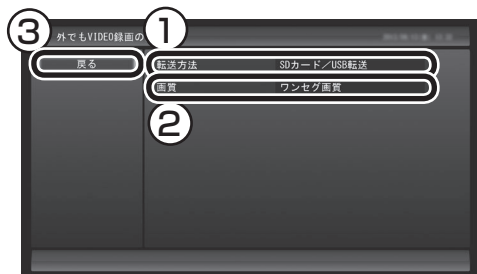 ③ 外でもVIDEO録画の ①
戻る 転送方法 SDカード／USB転送
画質 ワンセグ画質
②